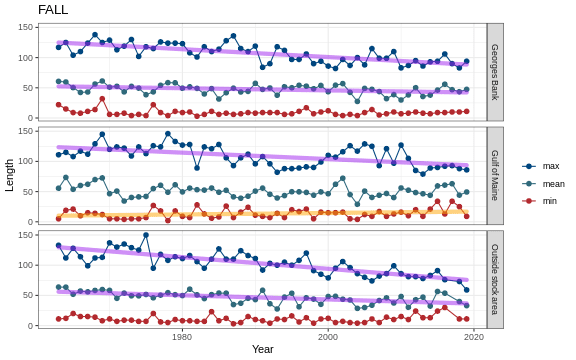 FALL
150
100
50
0
Georges Bank
150
100
50
0
Gulf of Maine
150
100
50
0
Outside stock area
Length
1980
2000
2020
Year
max
mean
min